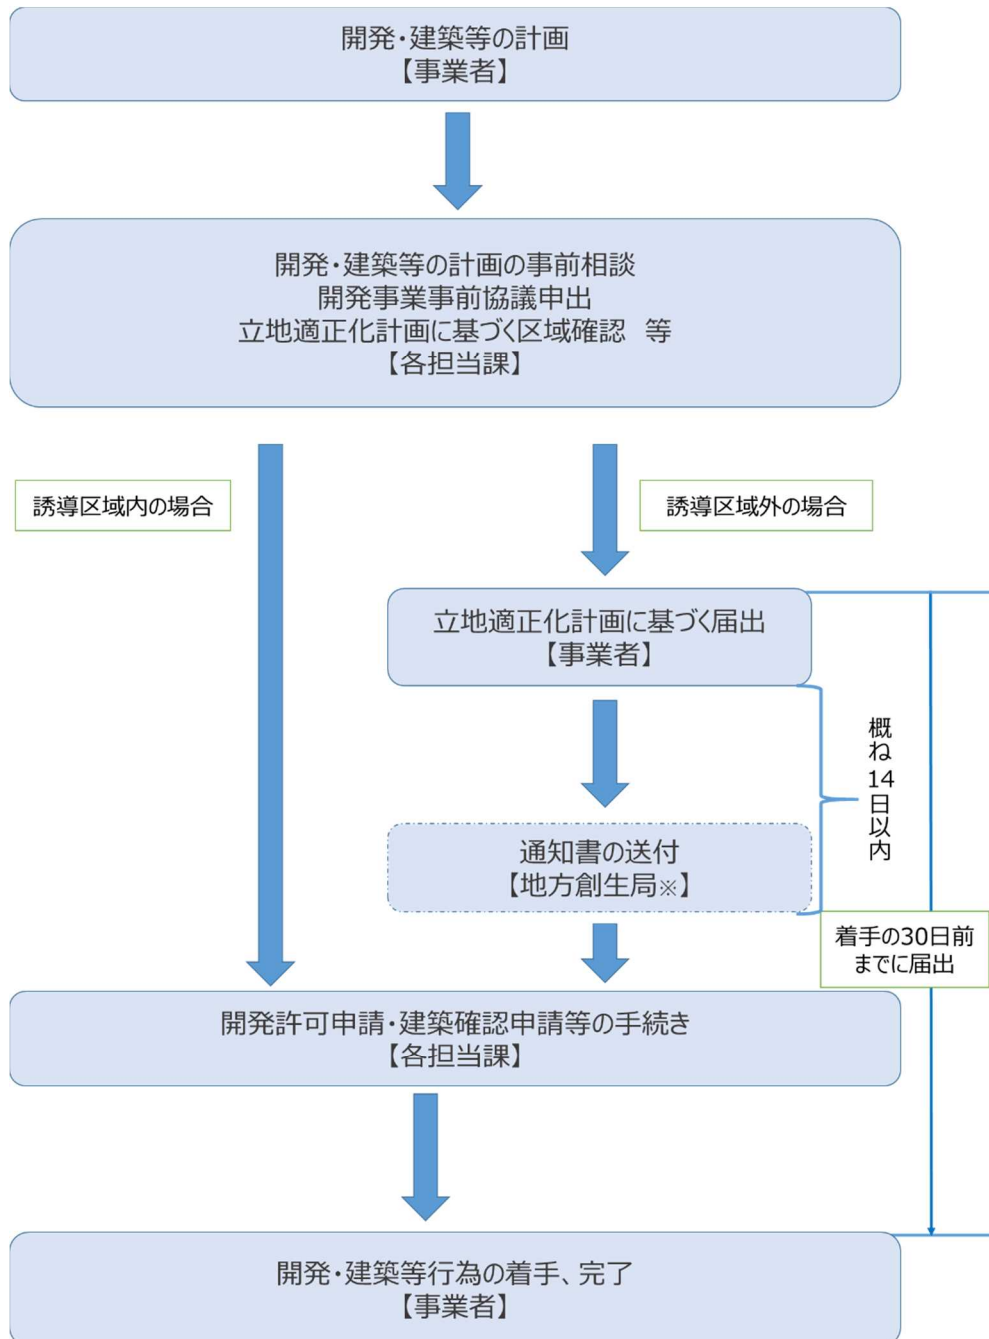 開発・建築等の計画
【事業者】
開発・建築等の計画の事前相談
開発事業事前協議申出
立地適正化計画に基づく区域確認　等
【各担当課】
誘導区域内の場合
誘導区域外の場合
立地適正化計画に基づく届出
【事業者】
概ね14日以内
通知書の送付
【地方創生局※】
着手の30日前
までに届出
開発許可申請・建築確認申請等の手続き
【各担当課】
開発・建築等行為の着手、完了
【事業者】